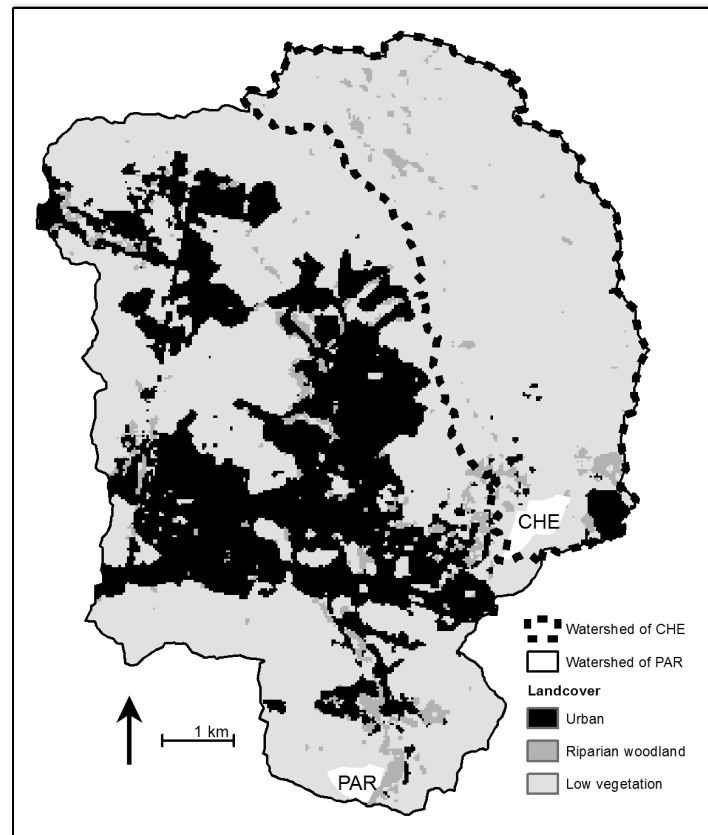 CHE
Watershed of CHE
Watershed of PAR
Landcover
Urban
Riparian woodland
Low vegetation
1 km
PAR